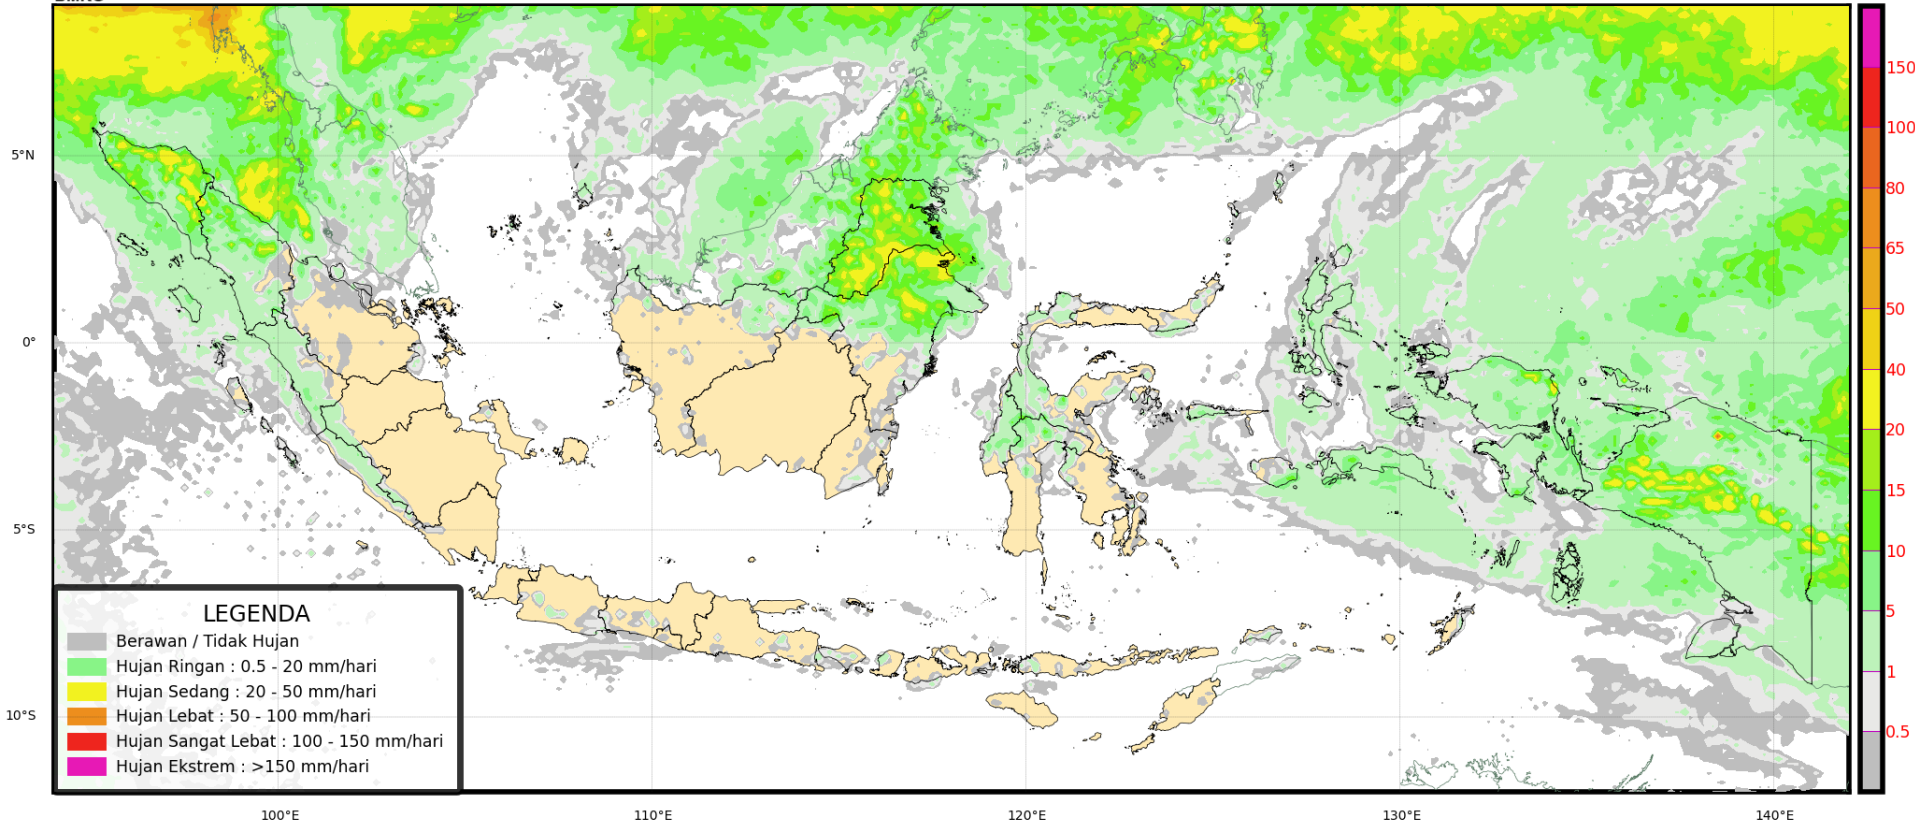 5°N
0°
5°S
10°S
100°E
110°E
120°E
130°E
140°E
LEGENDA
Berawan / Tidak Hujan
Hujan Ringan : 0.5 - 20 mm/hari
Hujan Sedang : 20 - 50 mm/hari
Hujan Lebat : 50 - 100 mm/hari
Hujan Sangat Lebat : 100 - 150 mm/hari
Hujan Ekstrem : >150 mm/hari
150
100
80
65
50
40
20
15
10
5
1
0.5